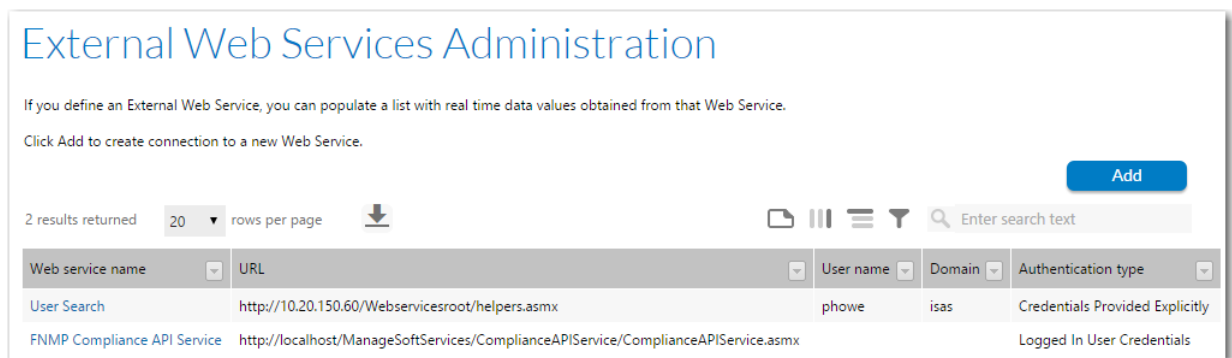 External Web Services Administration
If you define an External Web Service, you can populate a list with real time data values obtained from that Web Service.
Click Add to create connection to a new Web Service.
Add
2 results returned 20 rows per page Enter search text
Web service name URL User name Domain Authentication type
User Search http://10.20.150.60/Webservicesroot/helpers.asmx phowe isas Credentials Provided Explicitly
FNMP Compliance API Service http://localhost/ManageSoftServices/ComplianceAPIService/ComplianceAPIService.asmx Logged In User Credentials